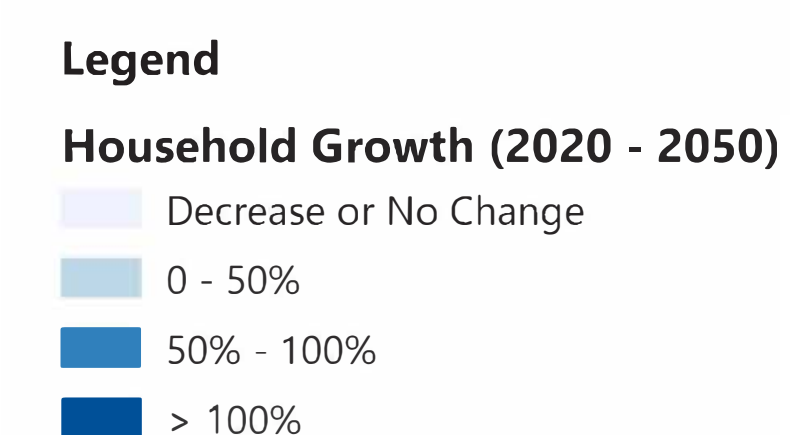 Legend
Household Growth (2020 - 2050)
Decrease or No Change
0 - 50%
50% - 100%
> 100%